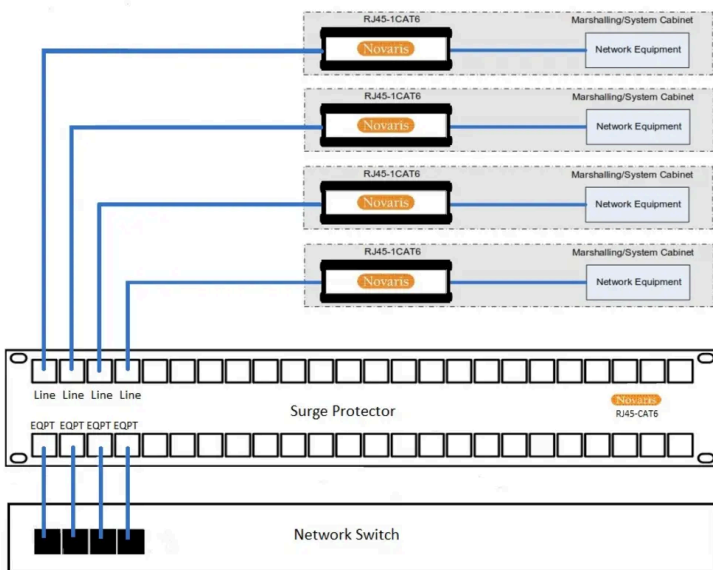 RJ45-1CAT6 Marshalling/System Cabinet
Novaris Network Equipment
RJ45-1CAT6 Marshalling/System Cabinet
Novaris Network Equipment
RJ45-1CAT6 Marshalling/System Cabinet
Novaris Network Equipment
RJ45-1CAT6 Marshalling/System Cabinet
Novaris Network Equipment
Line Line Line Line
Surge Protector
Novaris
RJ45-CAT6
EQPT EQPT EQPT EQPT
Network Switch